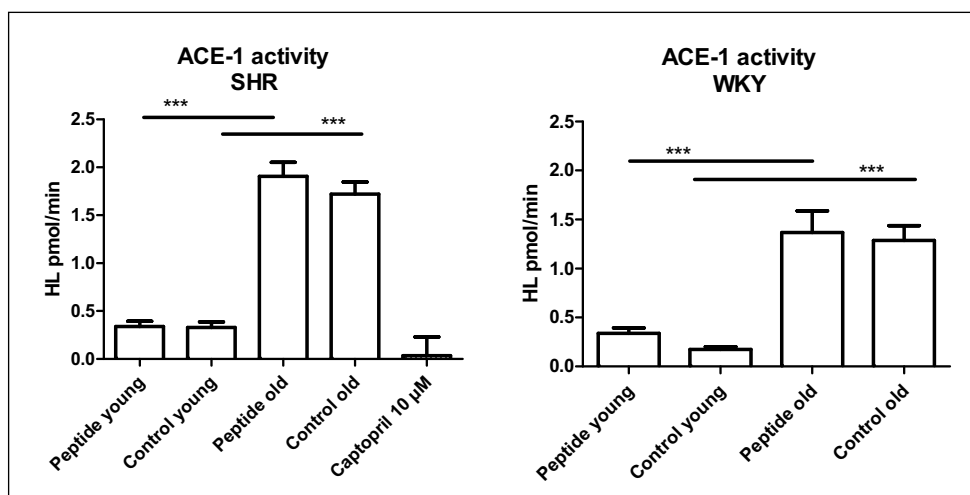 ACE-1 activity
SHR
***
***
2.5
2.0
1.5
1.0
0.5
0.0
HL pmol/min
Peptide young
Control young
Peptide old
Control old
Captopril 10 µM
ACE-1 activity
WKY
***
***
2.5
2.0
1.5
1.0
0.5
0.0
HL pmol/min
Peptide young
Control young
Peptide old
Control old